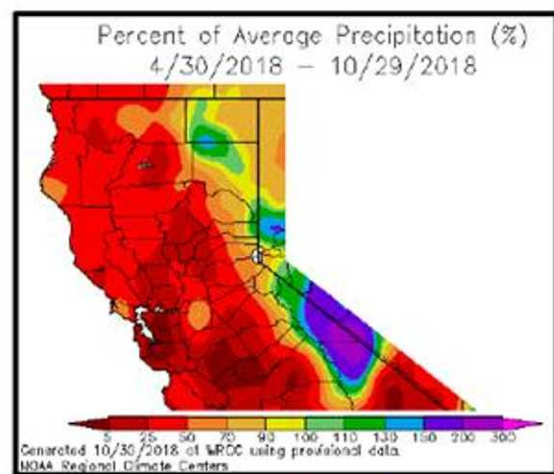 Percent of Average Precipitation (%)
4/30/2018 – 10/29/2018
5 25 50 70 90 100 110 130 150 200 300
Generated 10/30/2018 at WRCC using provisional data.
NOAA Regional Climate Centers